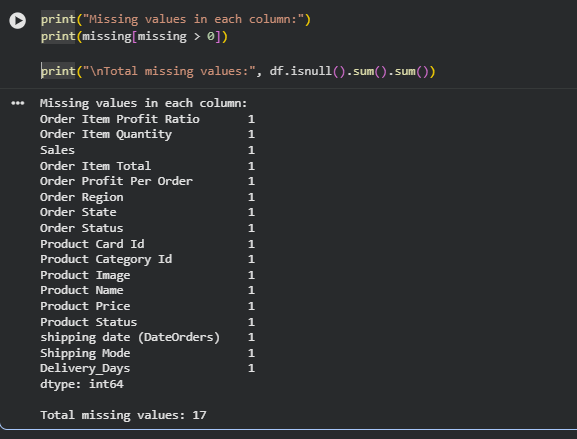 print("Missing values in each column:")
print(missing[missing > 0])
print("\nTotal missing values:", df.isnull().sum().sum())
Missing values in each column:
Order Item Profit Ratio 1
Order Item Quantity 1
Sales 1
Order Item Total 1
Order Profit Per Order 1
Order Region 1
Order State 1
Order Status 1
Product Card Id 1
Product Category Id 1
Product Image 1
Product Name 1
Product Price 1
Product Status 1
shipping date (DateOrders) 1
Shipping Mode 1
Delivery_Days 1
dtype: int64
Total missing values: 17